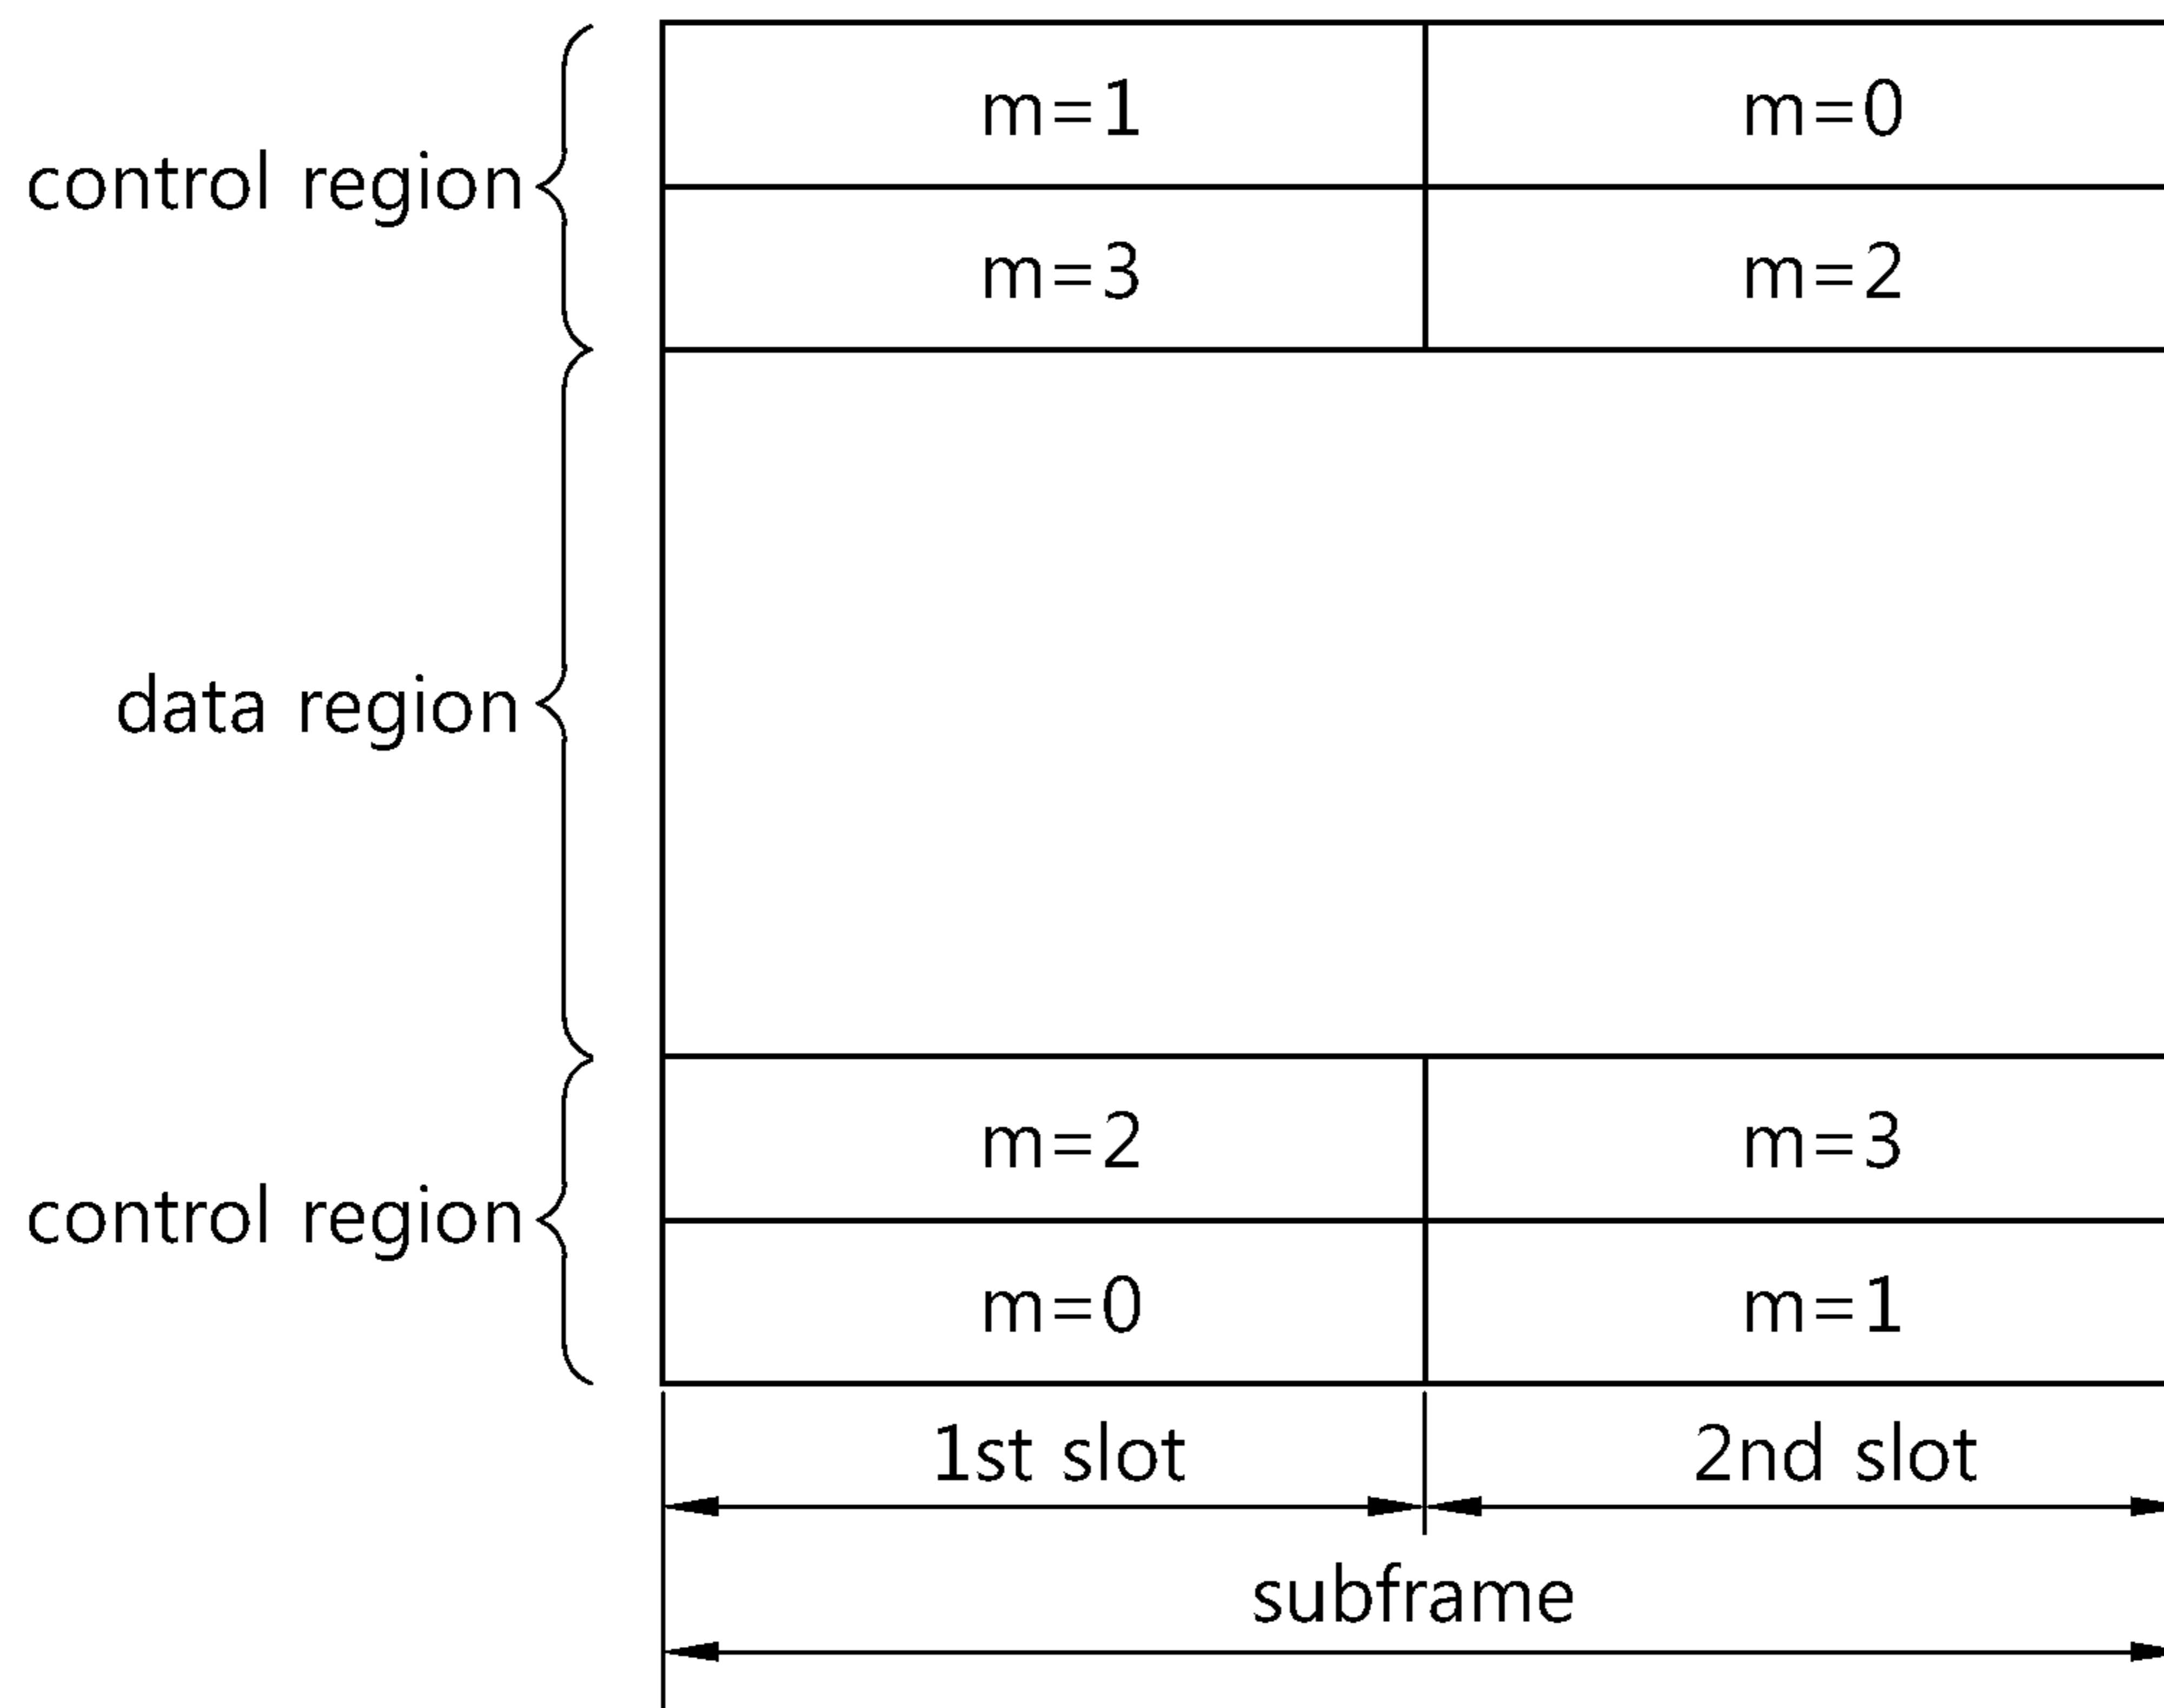 m=1 m=0
control region
m=3 m=2
data region
m=2 m=3
control region
m=0 m=1
1st slot 2nd slot
subframe